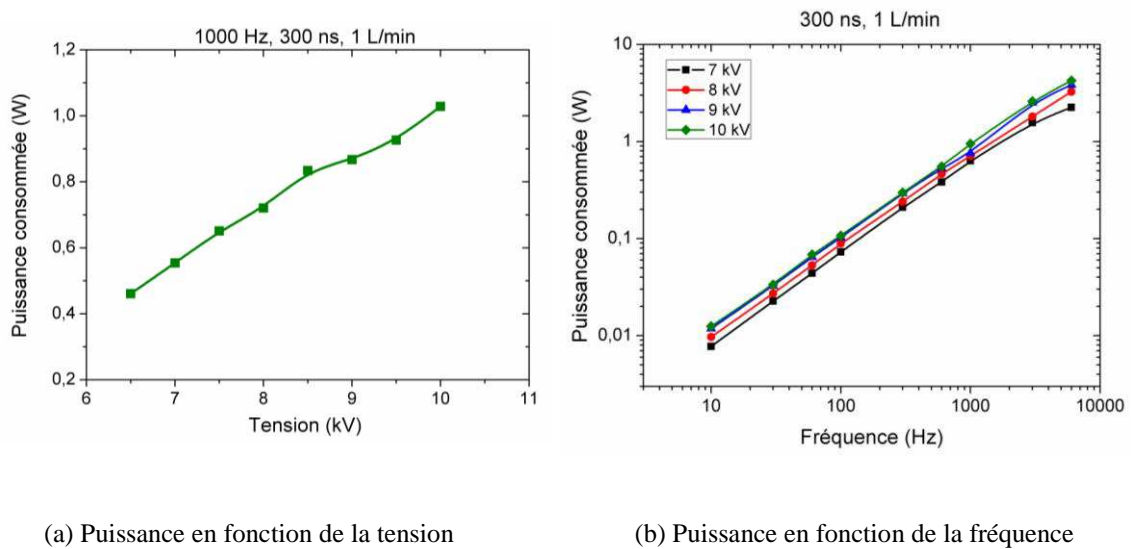 1000 Hz, 300 ns, 1 L/min
1,2
1,0
0,8
0,6
0,4
0,2
Puissance consommée (W)
6
7
8
9
10
11
Tension (kV)
300 ns, 1 L/min
7 kV
8 kV
9 kV
10 kV
10
1
0,1
0,01
Puissance consommée (W)
10
100
1000
10000
Fréquence (Hz)
(a) Puissance en fonction de la tension
(b) Puissance en fonction de la fréquence